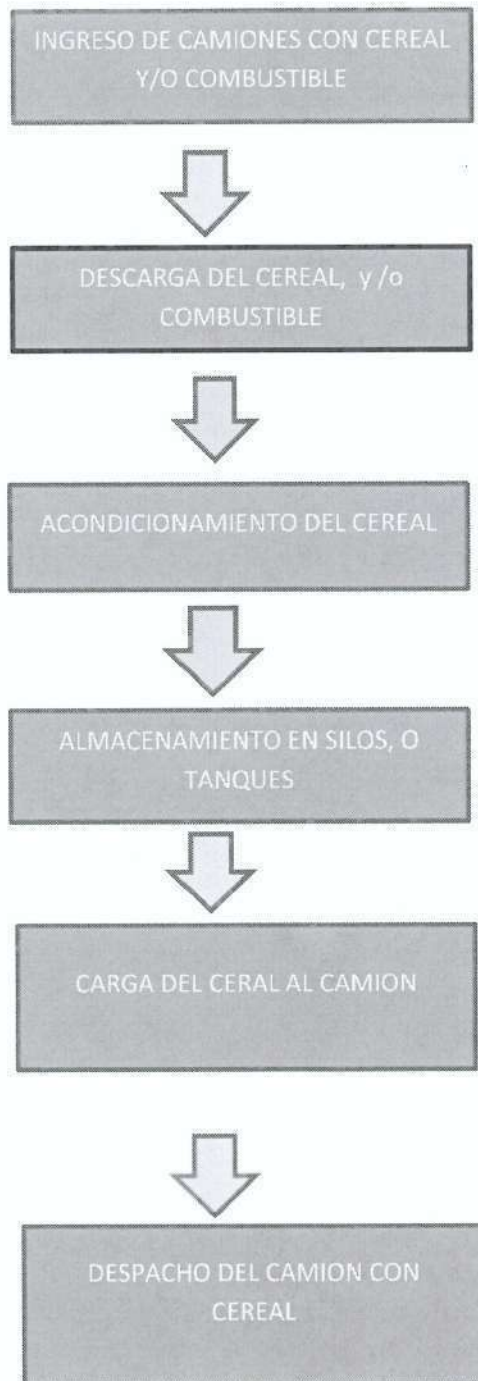 INGRESO DE CAMIONES CON CEREAL
Y/O COMBUSTIBLE
DESCARGA DEL CEREAL, y /o
COMBUSTIBLE
ACONDICIONAMIENTO DEL CEREAL
ALMACENAMIENTO EN SILOS, O
TANQUES
CARGA DEL CERAL AL CAMION
DESPACHO DEL CAMION CON
CEREAL